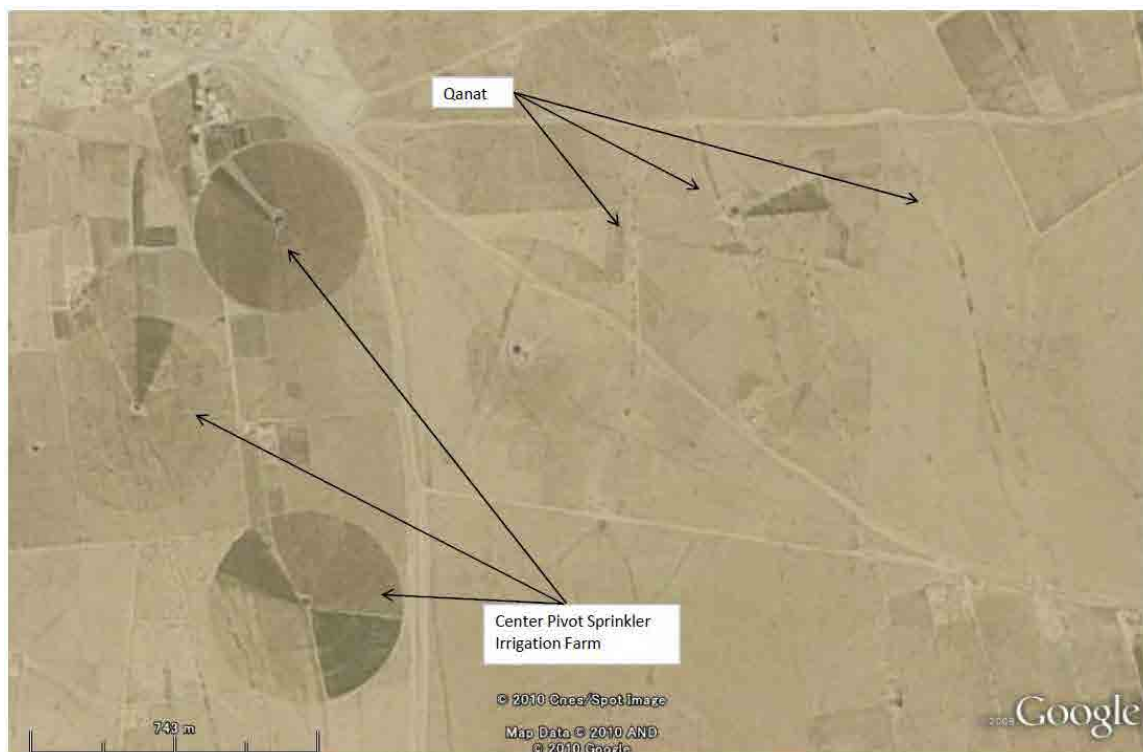 Qanat
Center Pivot Sprinkler
Irrigation Farm
743 m
© 2010 Cnes/Spot Image
Map Data © 2010 AND
© 2010 Google
Google